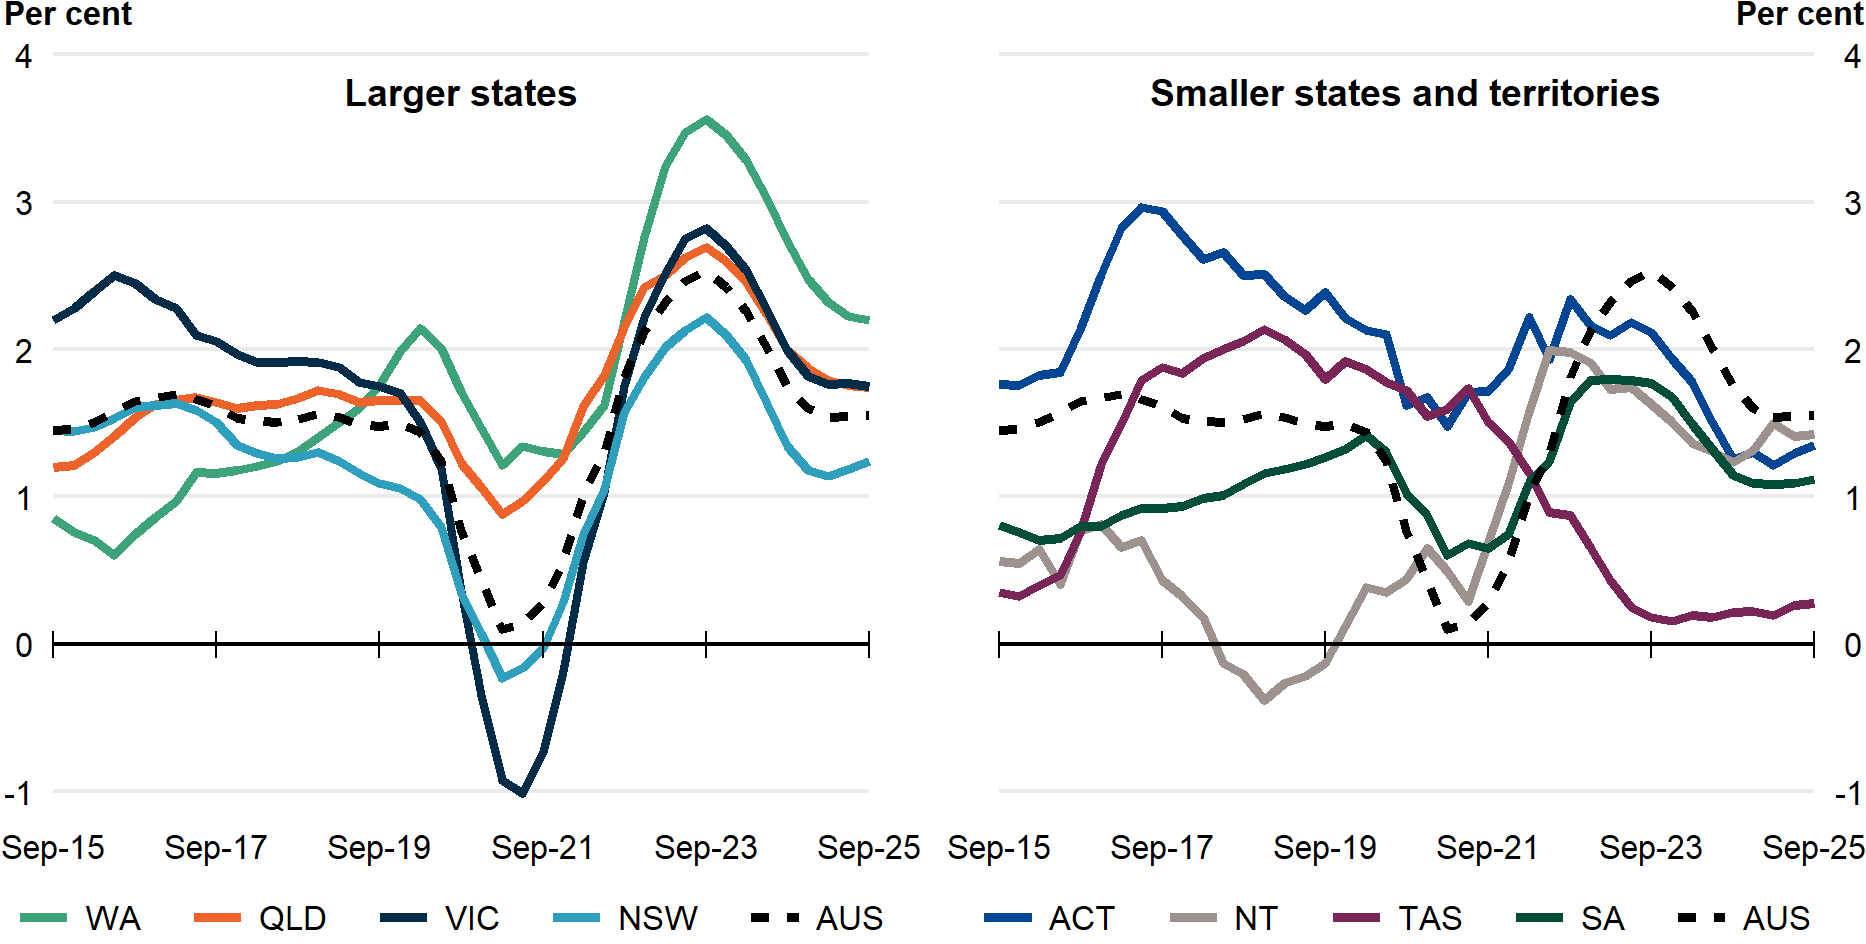 Per cent Per cent
4 4
Larger states Smaller states and territories
3 3
2 2
1 1
0 0
-1 -1
Sep-15 Sep-17 Sep-19 Sep-21 Sep-23 Sep-25 Sep-15 Sep-17 Sep-19 Sep-21 Sep-23 Sep-25
WA QLD VIC NSW AUS ACT NT TAS SA AUS